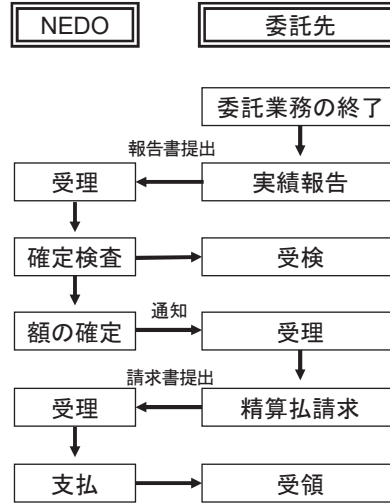 NEDO
委託先
委託業務の終了
報告書提出
受理
実績報告
確定検査
受検
通知
額の確定
受理
請求書提出
受理
精算払請求
支払
受領